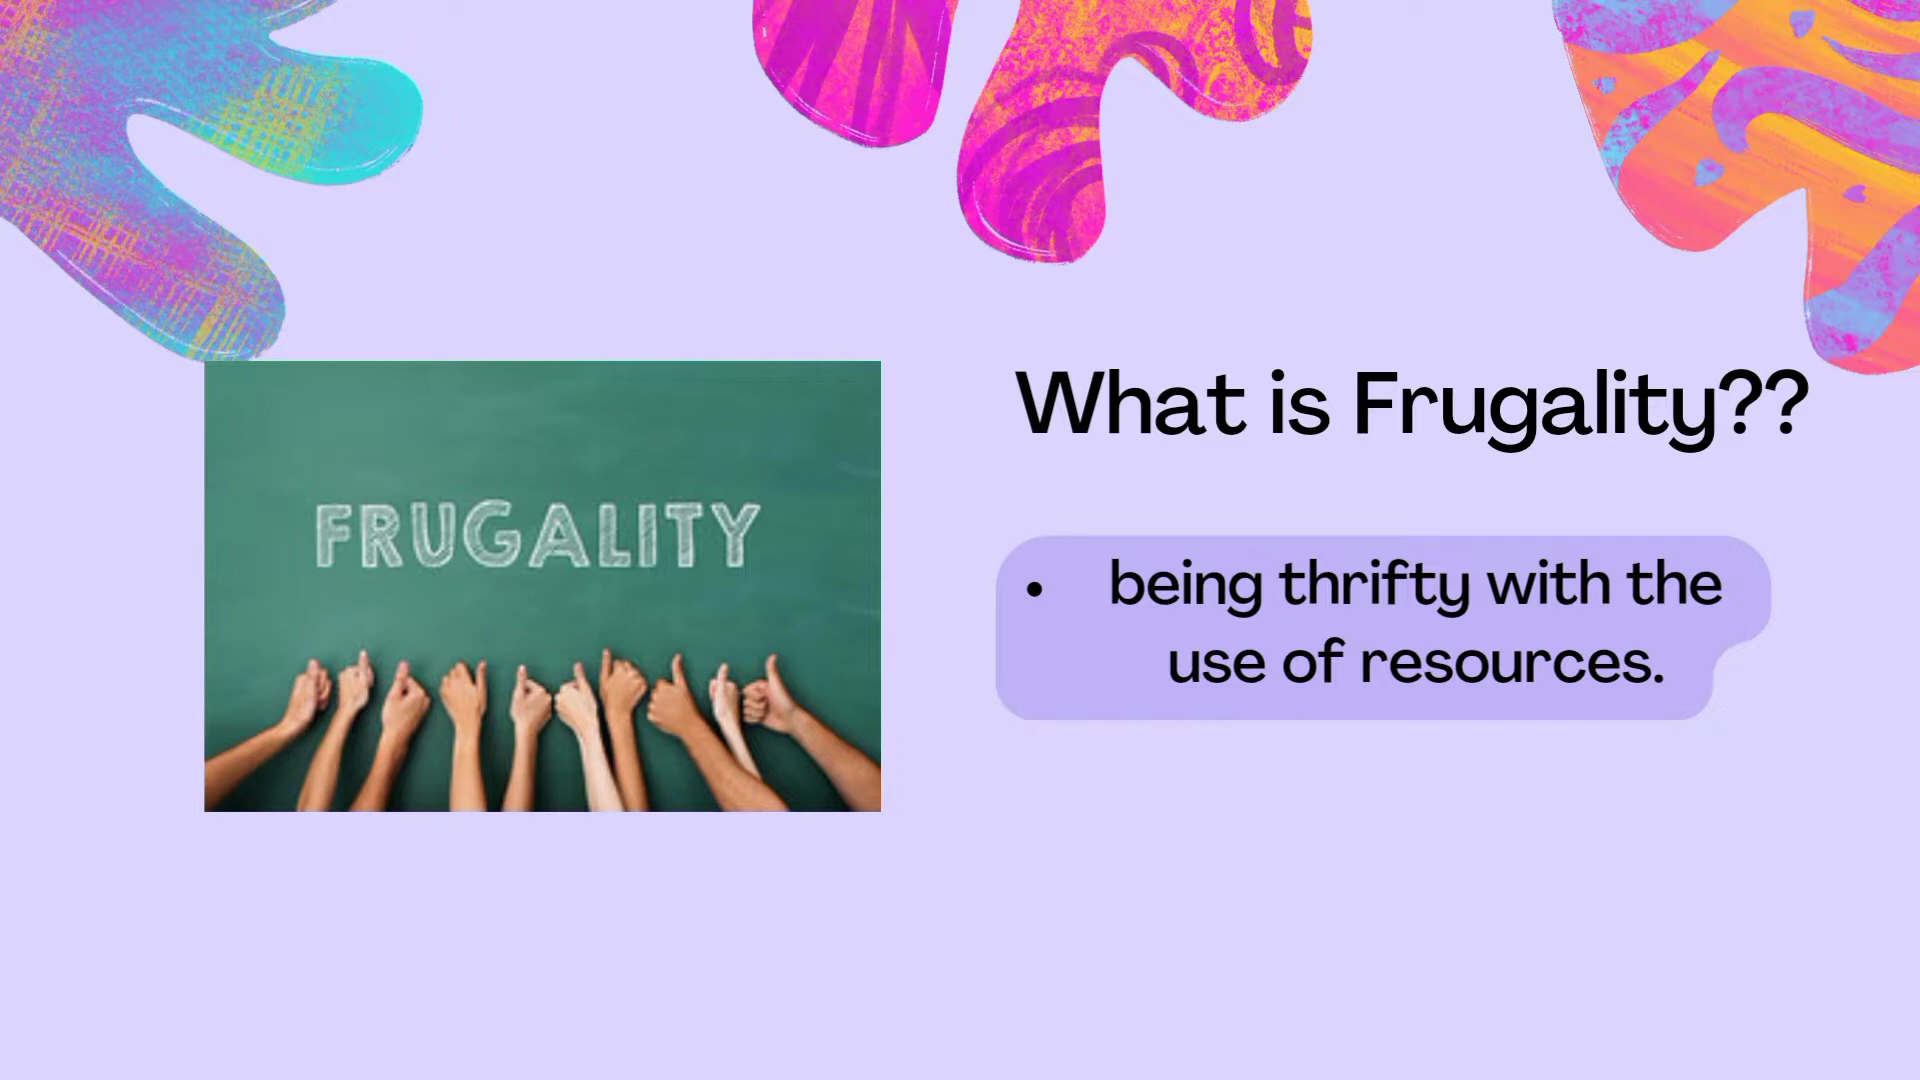 What is Frugality??
FRUGALITY
• being thrifty with the
use of resources.